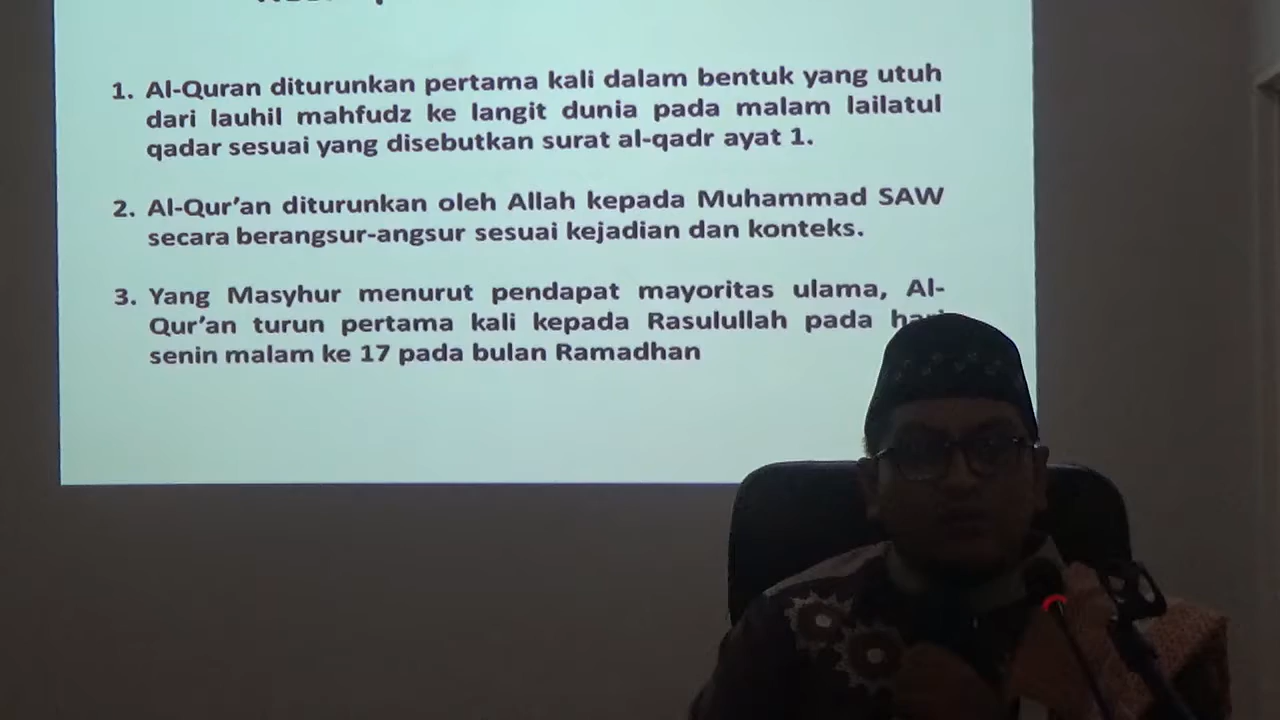 1. Al-Quran diturunkan pertama kali dalam bentuk yang utuh
dari lauhil mahfudz ke langit dunia pada malam lailatul
qadar sesuai yang disebutkan surat al-qadr ayat 1.
2. Al-Qur’an diturunkan oleh Allah kepada Muhammad SAW
secara berangsur-angsur sesuai kejadian dan konteks.
3. Yang Masyhur menurut pendapat mayoritas ulama, Al-
Qur’an turun pertama kali kepada Rasulullah pada hari
senin malam ke 17 pada bulan Ramadhan